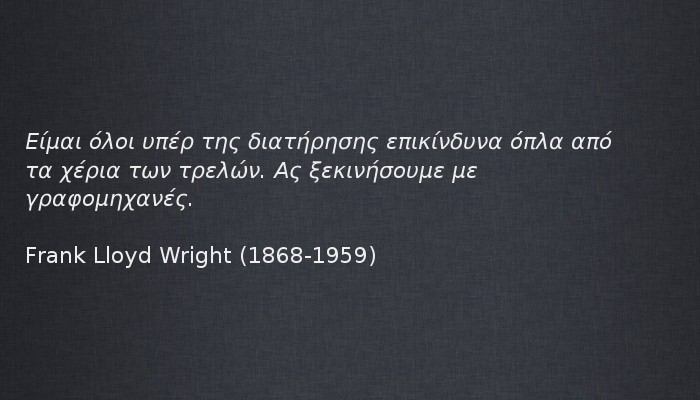 Είμαι όλοι υπέρ της διατήρησης επικίνδυνα όπλα από
τα χέρια των τρελών. Ας ξεκινήσουμε με
γραφομηχανές.
Frank Lloyd Wright (1868-1959)